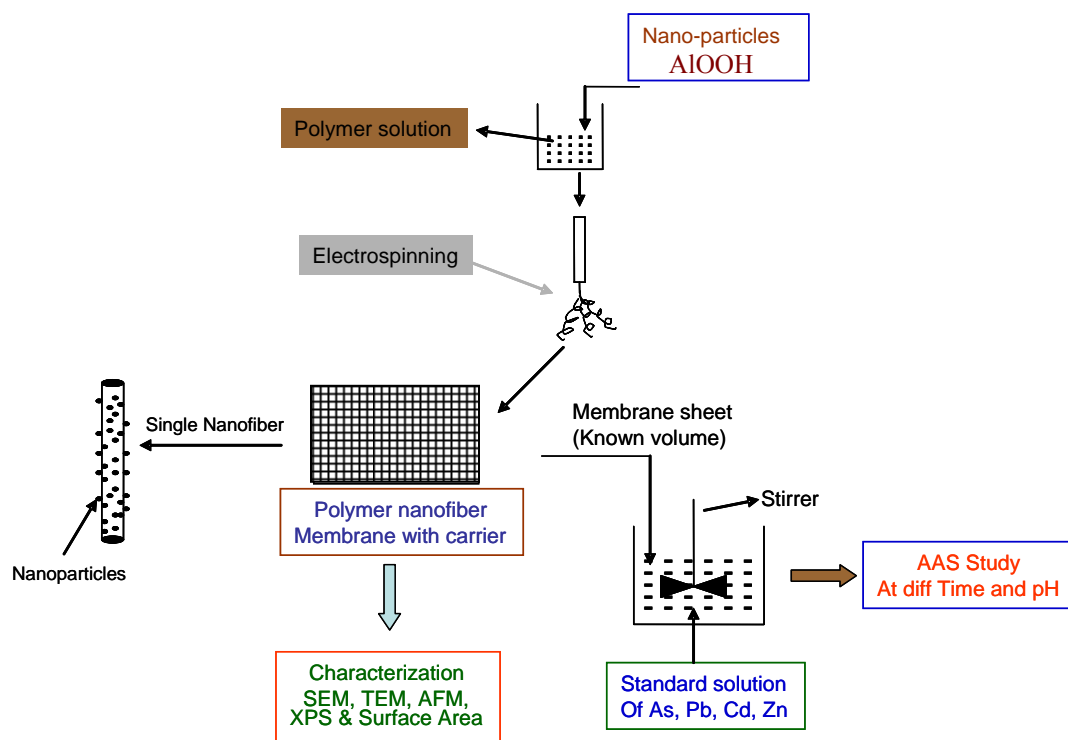 Nano-particles
AlOOH
Polymer solution
Electrospinning
Single Nanofiber
Nanoparticles
Polymer nanofiber
Membrane with carrier
Characterization
SEM, TEM, AFM,
XPS & Surface Area
Membrane sheet
(Known volume)
Stirrer
AAS Study
At diff Time and pH
Standard solution
Of As, Pb, Cd, Zn